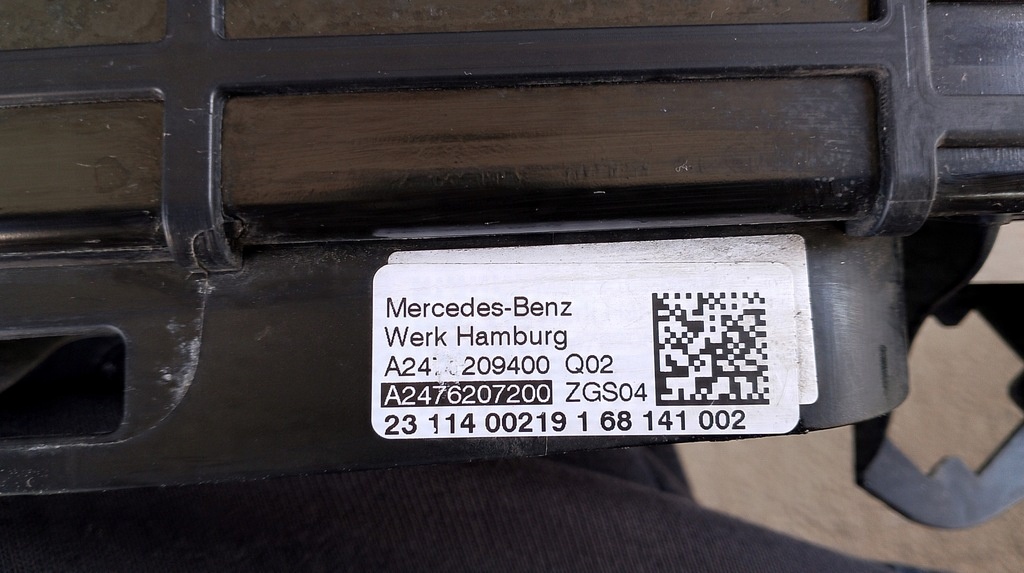 Mercedes-Benz
Werk Hamburg
Q02
A2476207200 ZGS04
23 114 00219 1 68 141 002